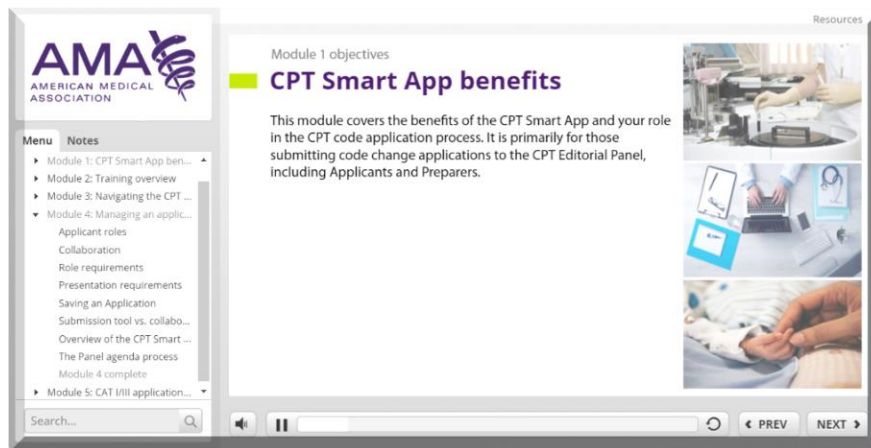 Resources
AMA
AMERICAN MEDICAL
ASSOCIATION
Menu Notes
Module 1: CPT Smart App ben...
Module 2: Training overview
Module 3: Navigating the CPT ...
Module 4: Managing an applic...
Applicant roles
Collaboration
Role requirements
Presentation requirements
Saving an Application
Submission tool vs. collabo...
Overview of the CPT Smart ...
The Panel agenda process
Module 4 complete
Module 5: CAT I/III application...
Search...
Module 1 objectives
CPT Smart App benefits
This module covers the benefits of the CPT Smart App and your role
in the CPT code application process. It is primarily for those
submitting code change applications to the CPT Editorial Panel,
including Applicants and Preparers.
PREV
NEXT